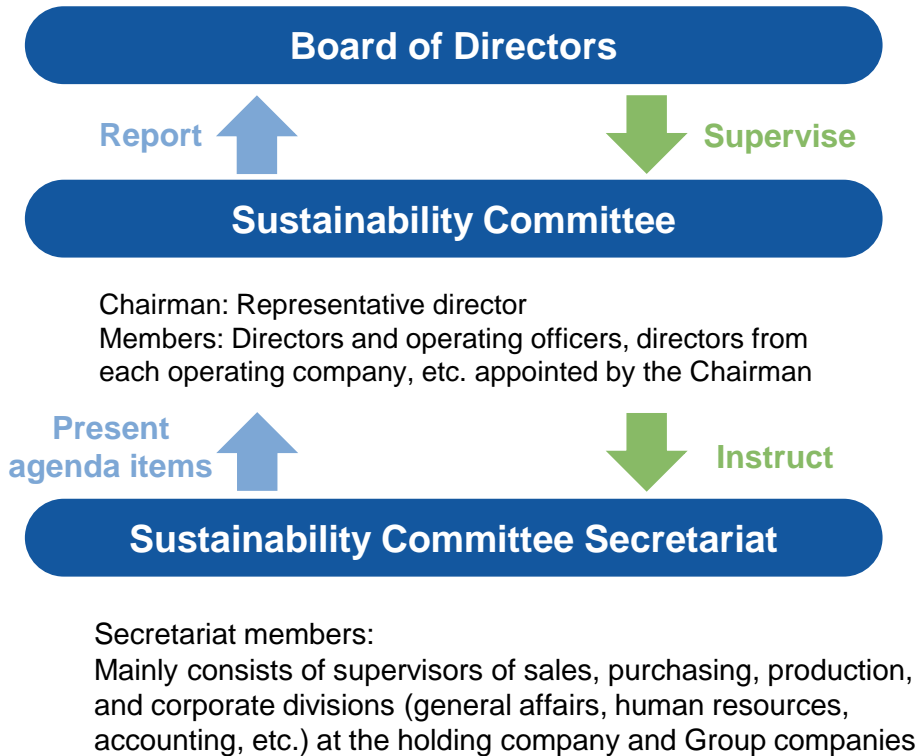 Board of Directors
Report
Supervise
Sustainability Committee
Chairman: Representative director
Members: Directors and operating officers, directors from
each operating company, etc. appointed by the Chairman
Present
agenda items
Instruct
Sustainability Committee Secretariat
Secretariat members:
Mainly consists of supervisors of sales, purchasing, production,
and corporate divisions (general affairs, human resources,
accounting, etc.) at the holding company and Group companies